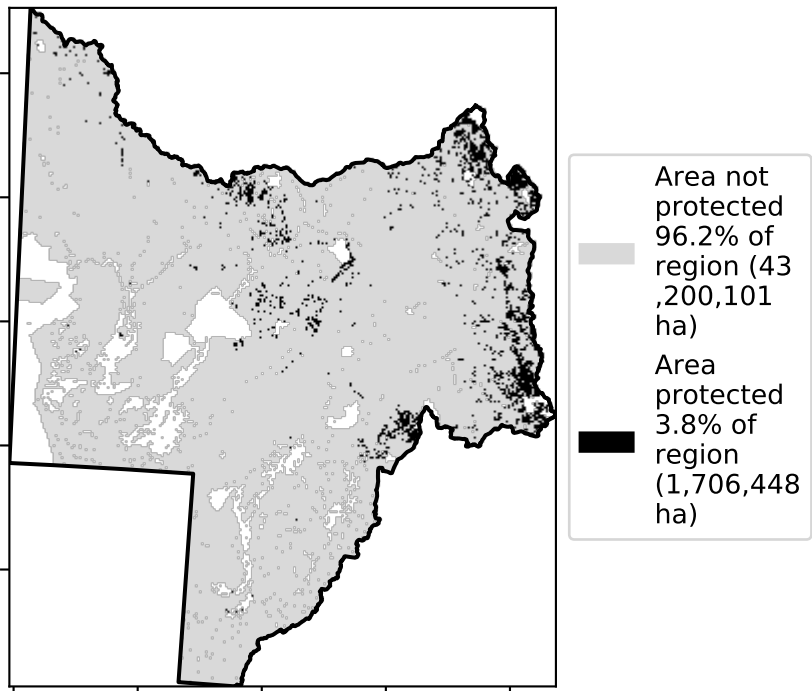 Area not
protected
96.2% of
region (43
,200,101
ha)
Area
protected
3.8% of
region
(1,706,448
ha)